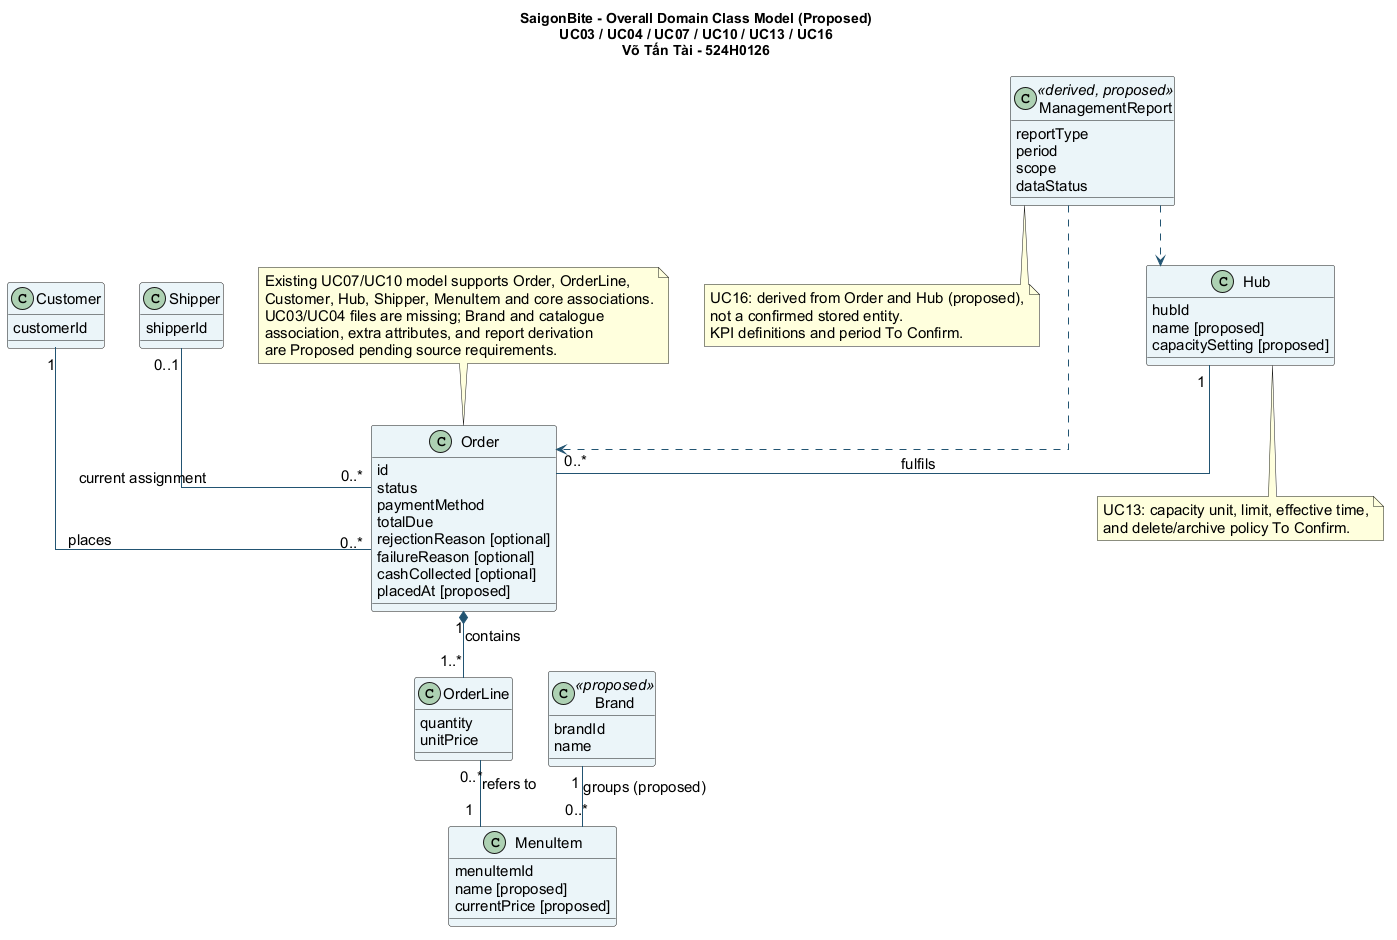 SaigonBite - Overall Domain Class Model (Proposed)
UC03 / UC04 / UC07 / UC10 / UC13 / UC16
Võ Tấn Tài - 524H0126
C
«derived, proposed»
ManagementReport
reportType
period
scope
dataStatus
C Customer
customerId
C Shipper
shipperId
Existing UC07/UC10 model supports Order, OrderLine,
Customer, Hub, Shipper, MenuItem and core associations.
UC03/UC04 files are missing; Brand and catalogue
association, extra attributes, and report derivation
are Proposed pending source requirements.
UC16: derived from Order and Hub (proposed),
not a confirmed stored entity.
KPI definitions and period To Confirm.
C Hub
hubId
name [proposed]
capacitySetting [proposed]
1
0..1
1
C Order
id
status
paymentMethod
totalDue
rejectionReason [optional]
failureReason [optional]
cashCollected [optional]
placedAt [proposed]
0..*
fulfils
current assignment
0..*
places
0..*
UC13: capacity unit, limit, effective time,
and delete/archive policy To Confirm.
1
contains
1..*
C OrderLine
quantity
unitPrice
C
«proposed»
Brand
brandId
name
0..*
refers to
1
1
groups (proposed)
0..*
C MenuItem
menuItemId
name [proposed]
currentPrice [proposed]